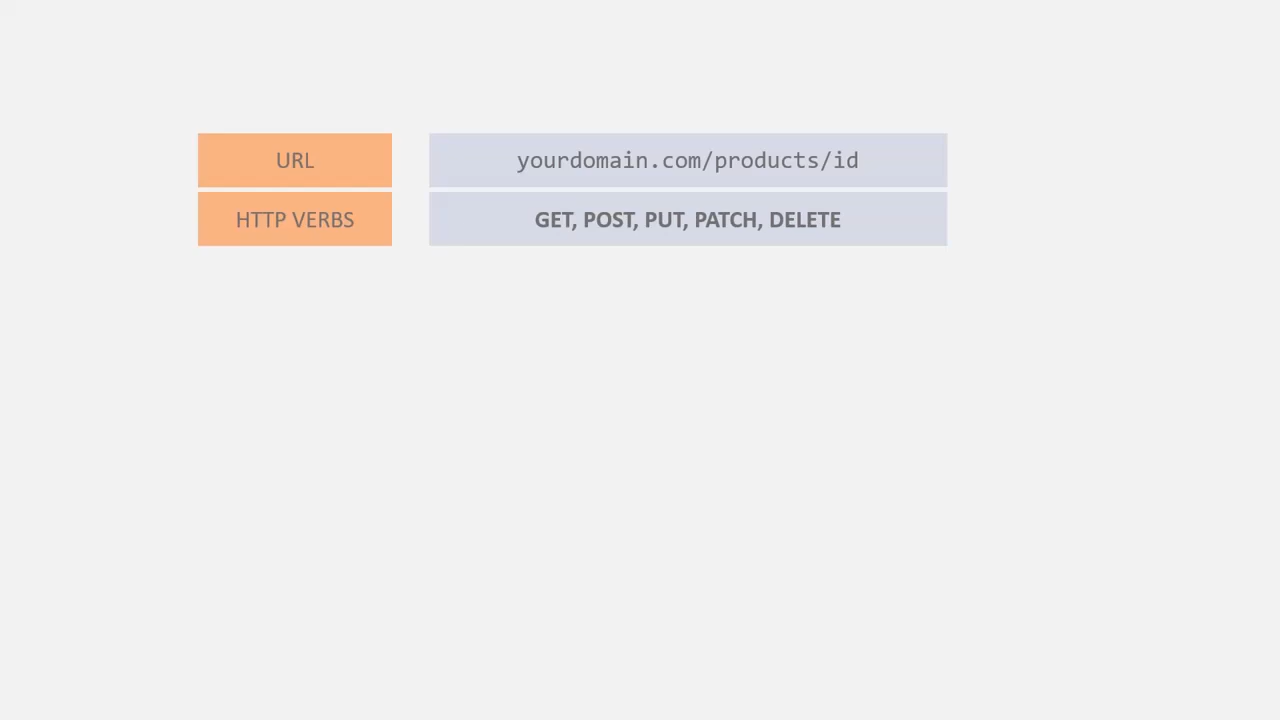 URL yourdomain.com/products/id
HTTP VERBS GET, POST, PUT, PATCH, DELETE